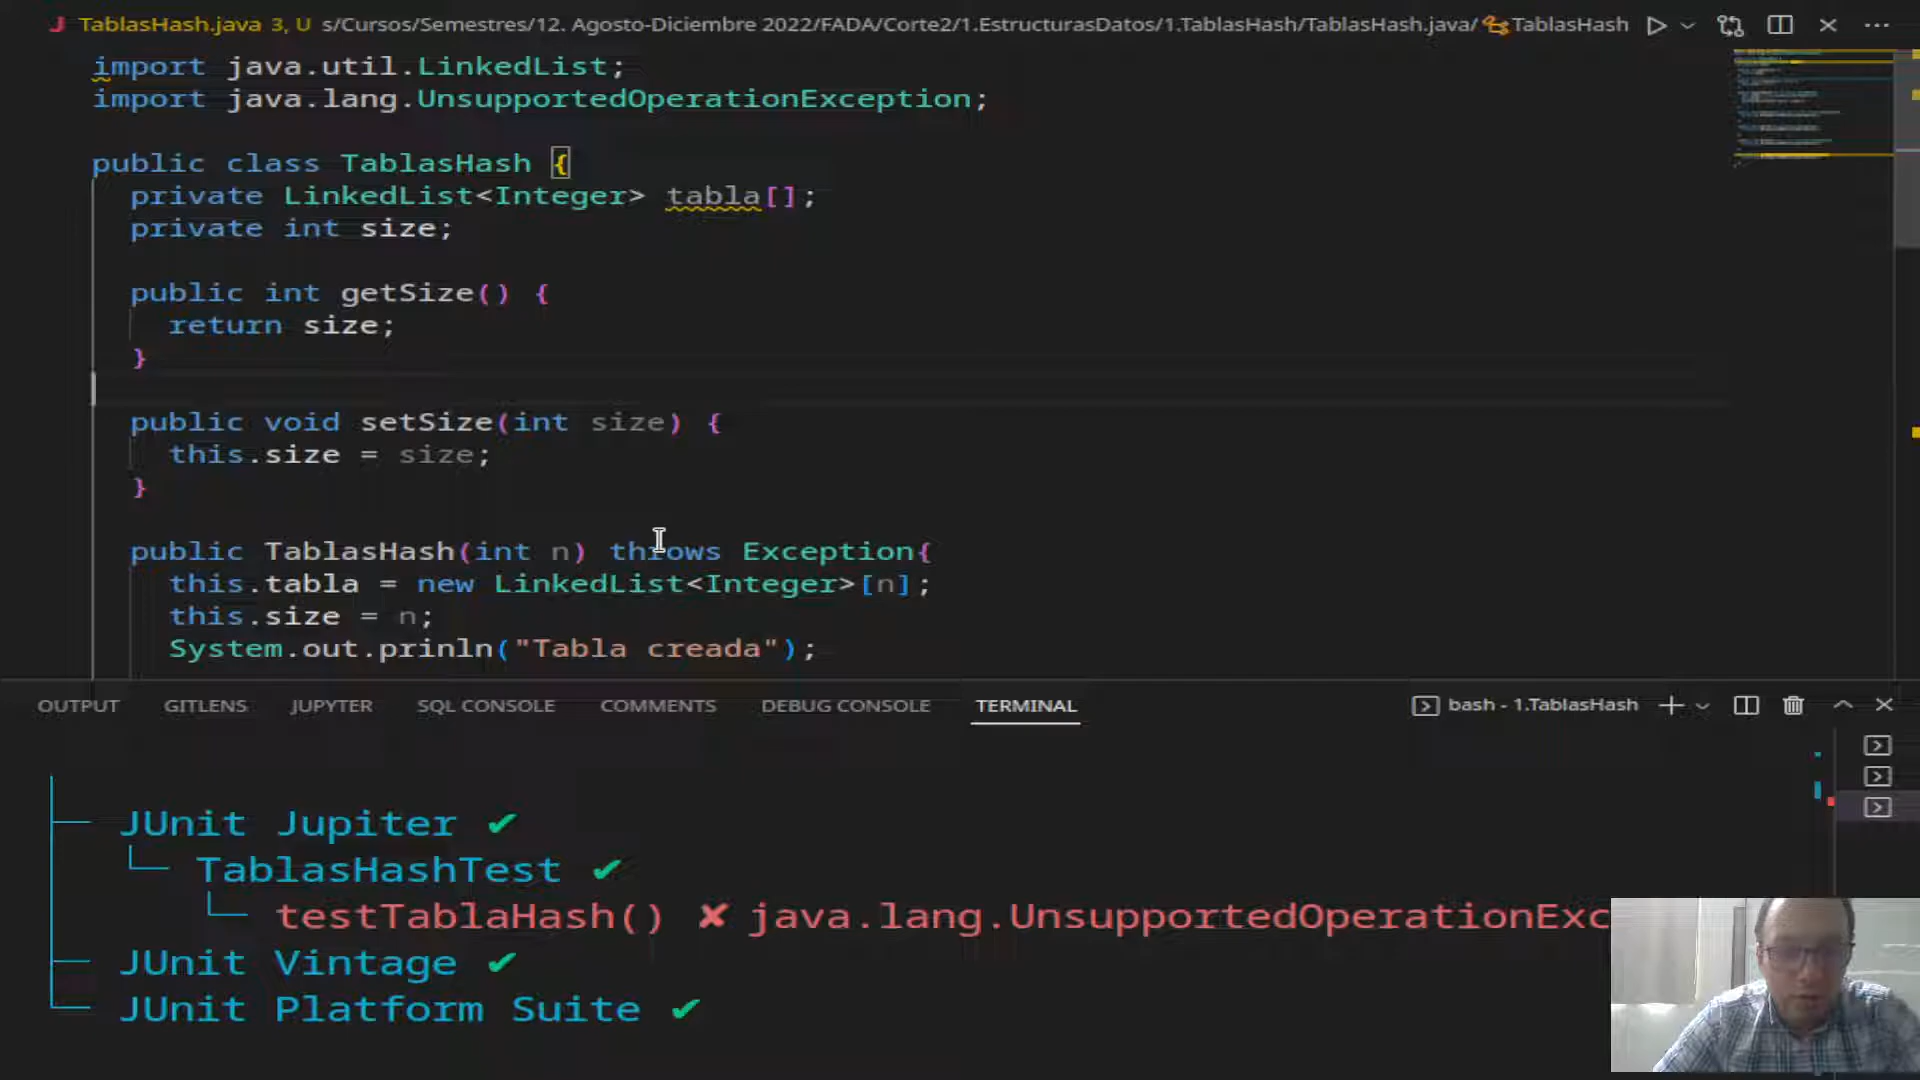 J TablasHash.java 3, U s/Cursos/Semestres/12. Agosto-Diciembre 2022/FADA/Corte2/1.EstructurasDatos/1.TablasHash/TablasHash.java/ TablasHash
import java.util.LinkedList;
import java.lang.UnsupportedOperationException;
public class TablasHash {
private LinkedList<Integer> tabla[];
private int size;
public int getSize() {
return size;
}
public void setSize(int size) {
this.size = size;
}
public TablasHash(int n) throws Exception{
this.tabla = new LinkedList<Integer>[n];
this.size = n;
System.out.prinln("Tabla creada");
OUTPUT GITLENS JUPYTER SQL CONSOLE COMMENTS DEBUG CONSOLE TERMINAL bash - 1.TablasHash
JUnit Jupiter ✔
TablasHashTest ✔
testTablaHash() ✘ java.lang.UnsupportedOperationExc
JUnit Vintage ✔
JUnit Platform Suite ✔